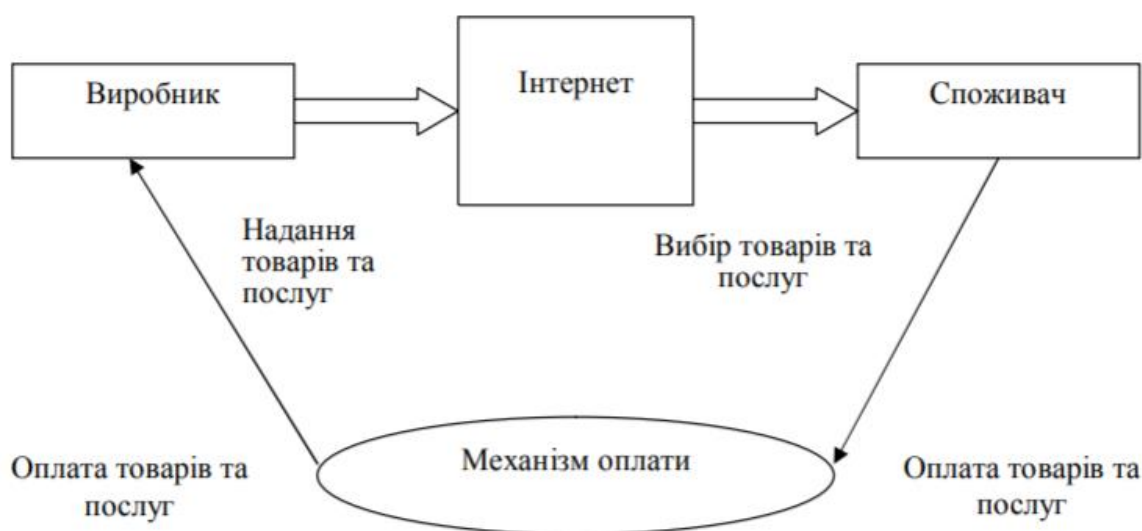 Виробник
Інтернет
Споживач
Надання
товарів та
послуг
Вибір товарів та
послуг
Механізм оплати
Оплата товарів та
послуг
Оплата товарів та
послуг